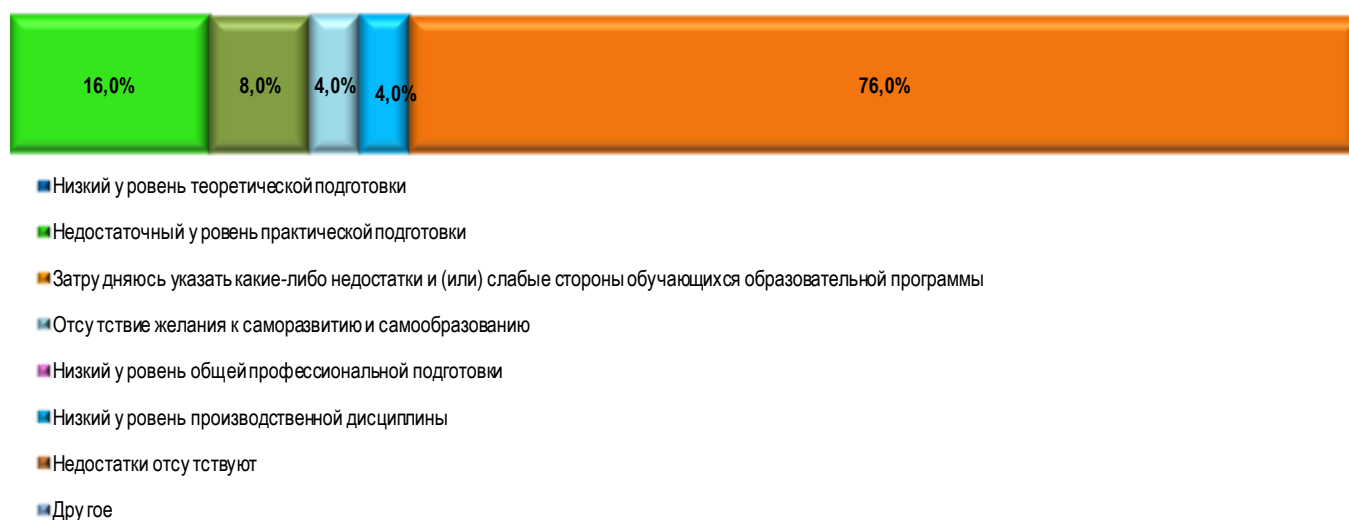 16,0% 8,0% 4,0% 4,0% 76,0%
Низкий уровень теоретической подготовки
Недостаточный уровень практической подготовки
Затрудняюсь указать какие-либо недостатки и (или) слабые стороны обучающихся образовательной программы
Отсутствие желания к саморазвитию и самообразованию
Низкий уровень общей профессиональной подготовки
Низкий уровень производственной дисциплины
Недостатки отсутствуют
Другое